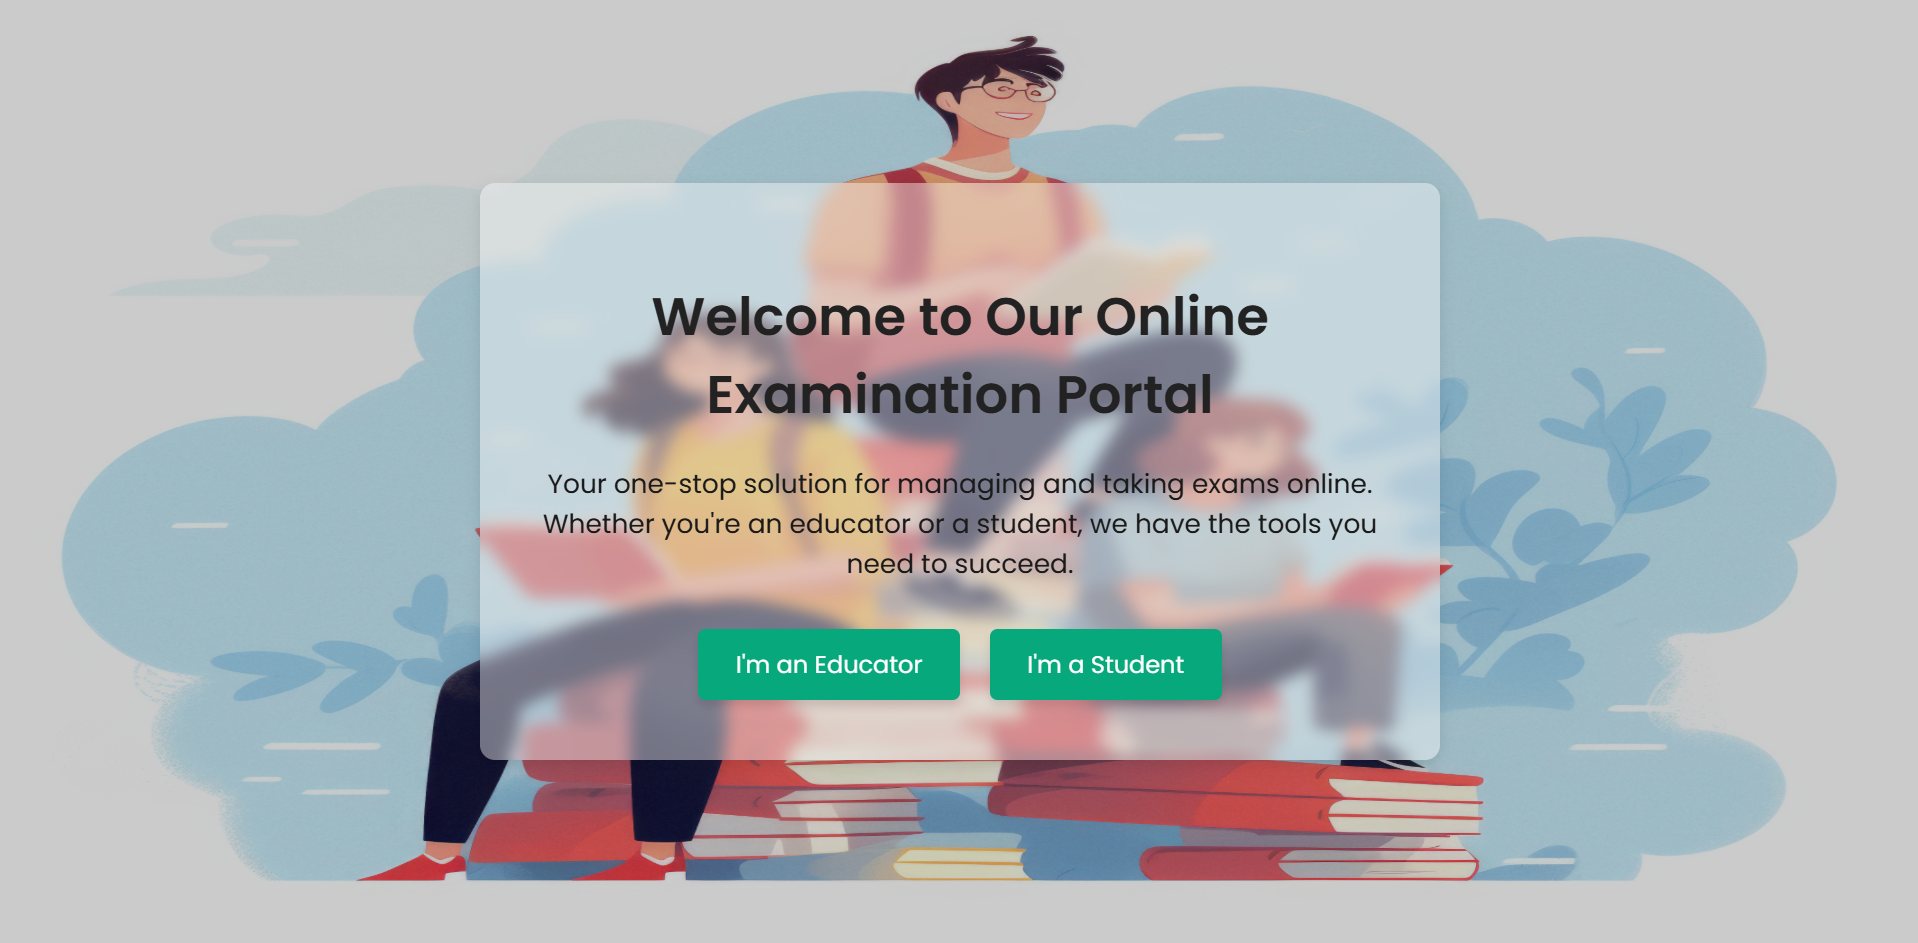 Welcome to Our Online
Examination Portal
Your one-stop solution for managing and taking exams online.
Whether you're an educator or a student, we have the tools you
need to succeed.
I'm an Educator
I'm a Student